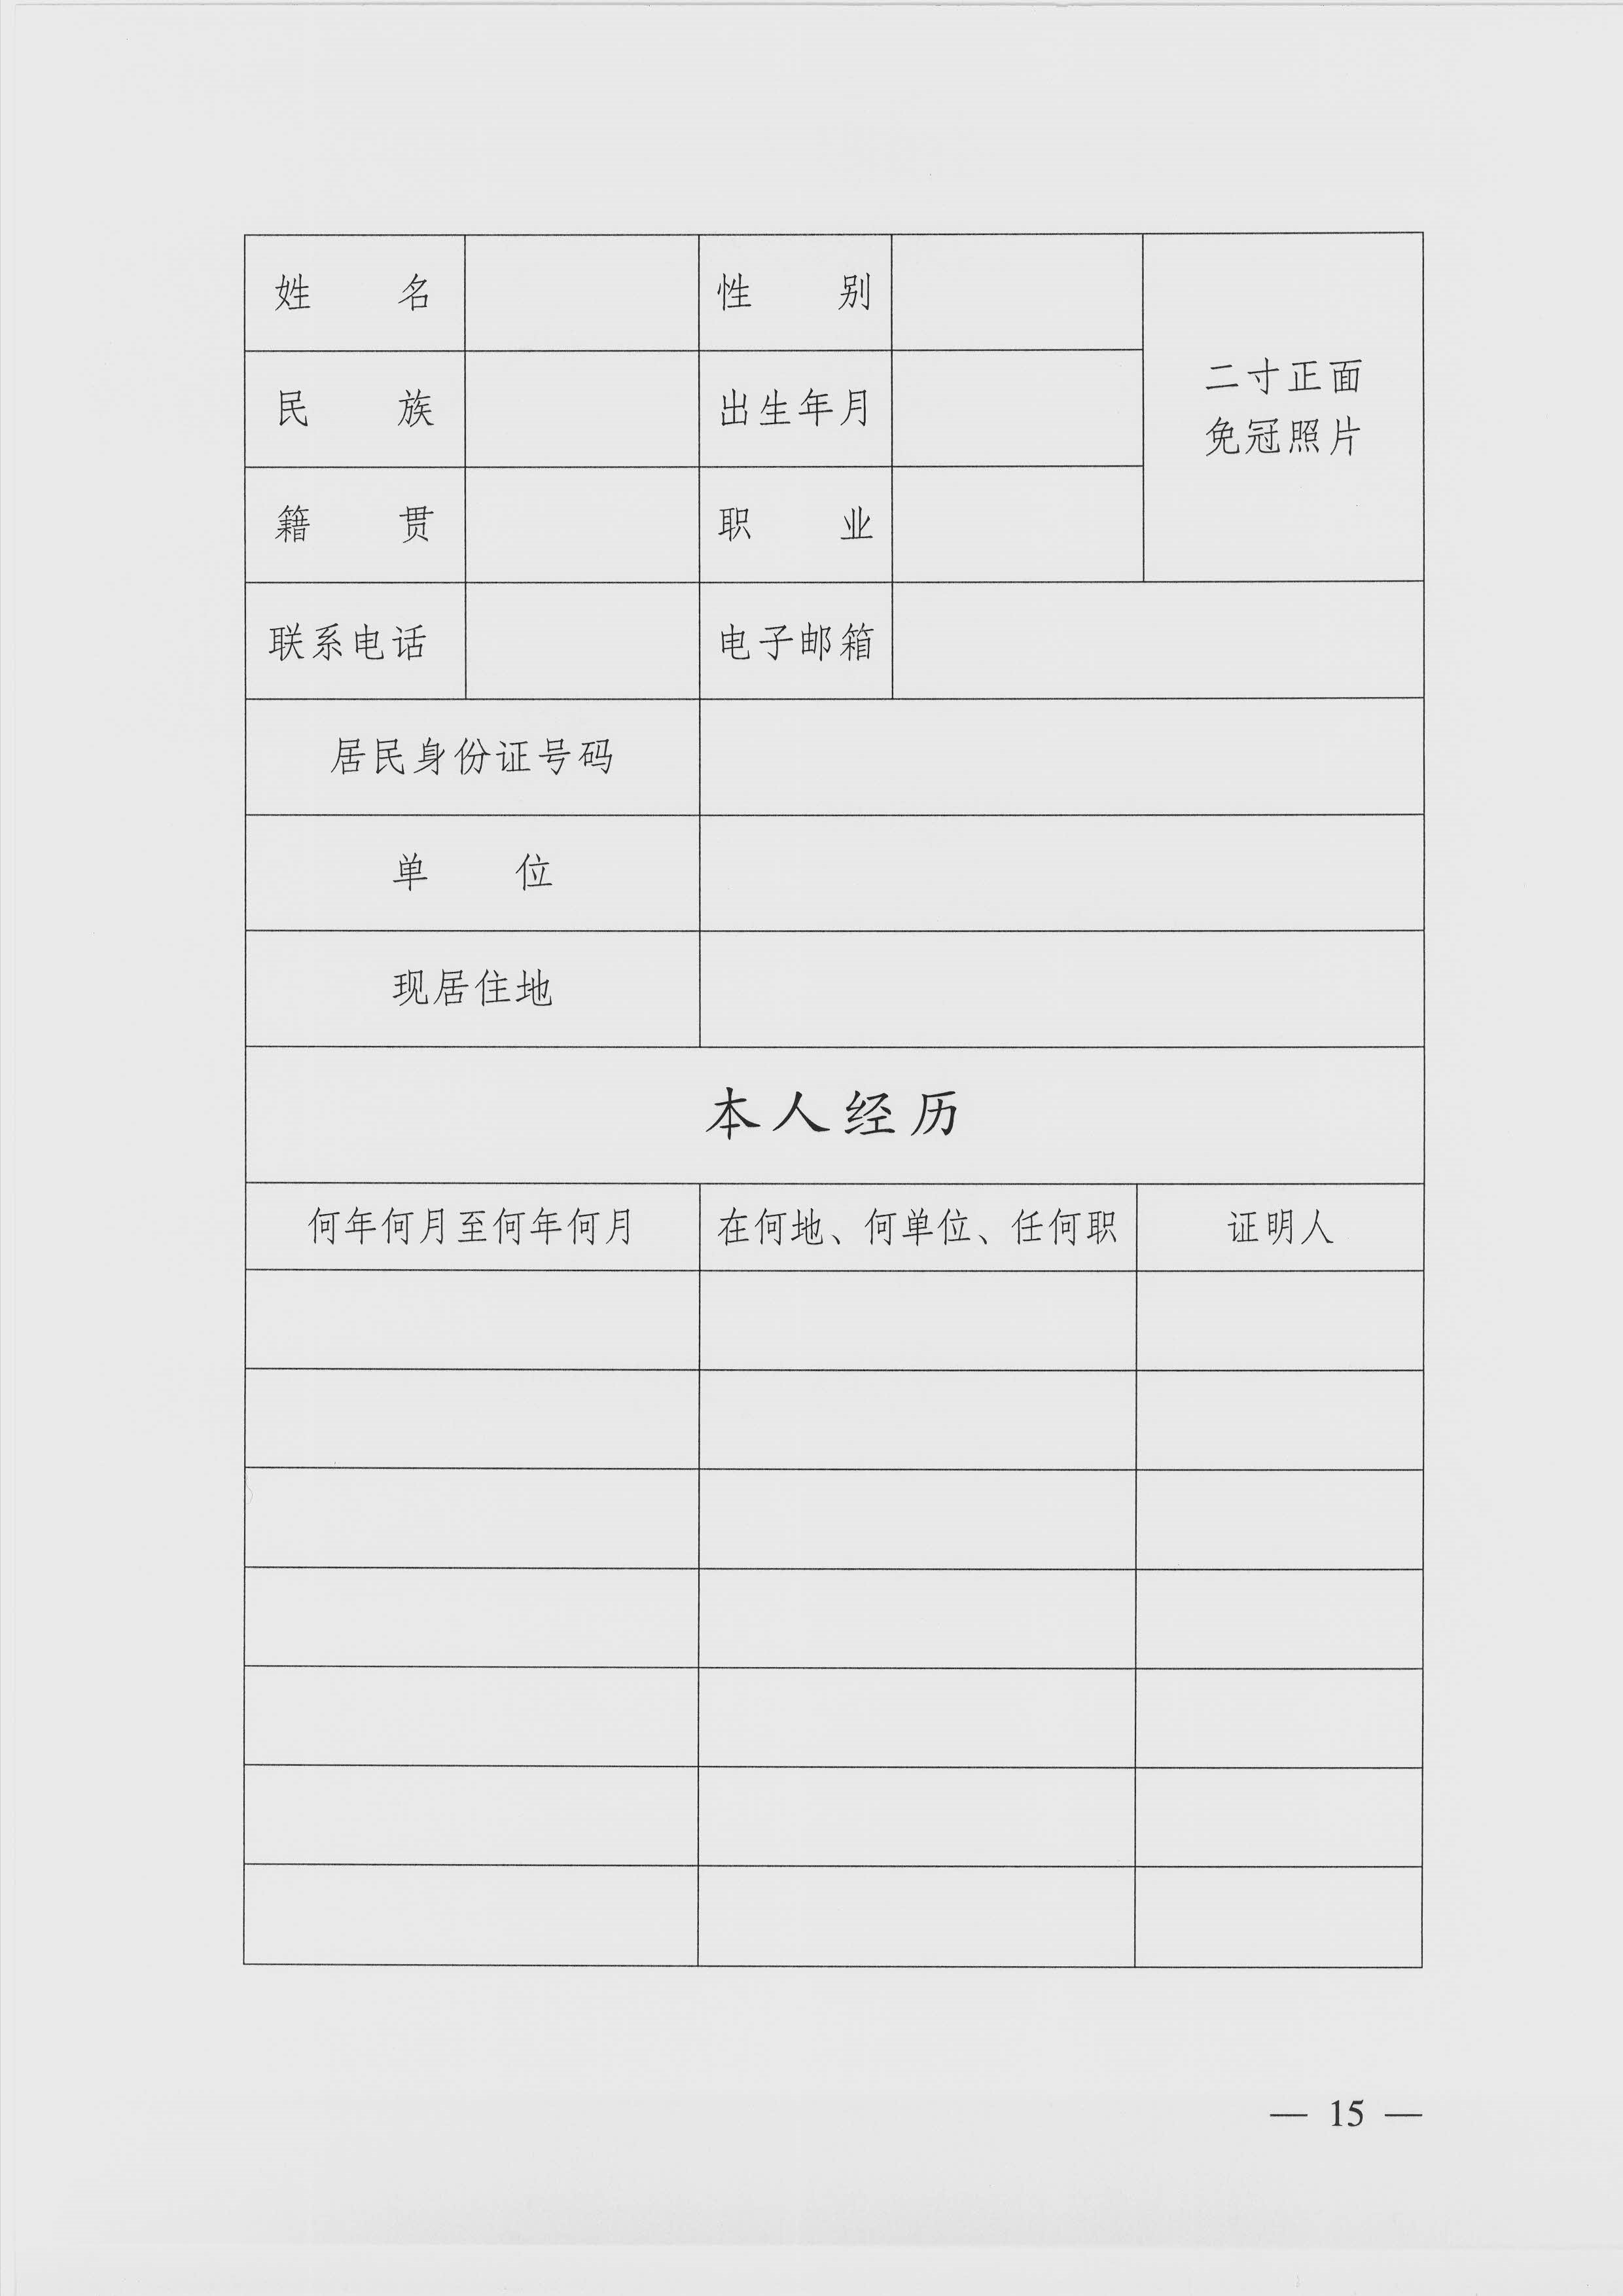 姓 名 性 别
二寸正面
免冠照片
民 族 出生年月
籍 贯 职 业
联系电话 电子邮箱
居民身份证号码
单 位
现居住地
本人经历
何年何月至何年何月 在何地、何单位、任何职 证明人
— 15 —